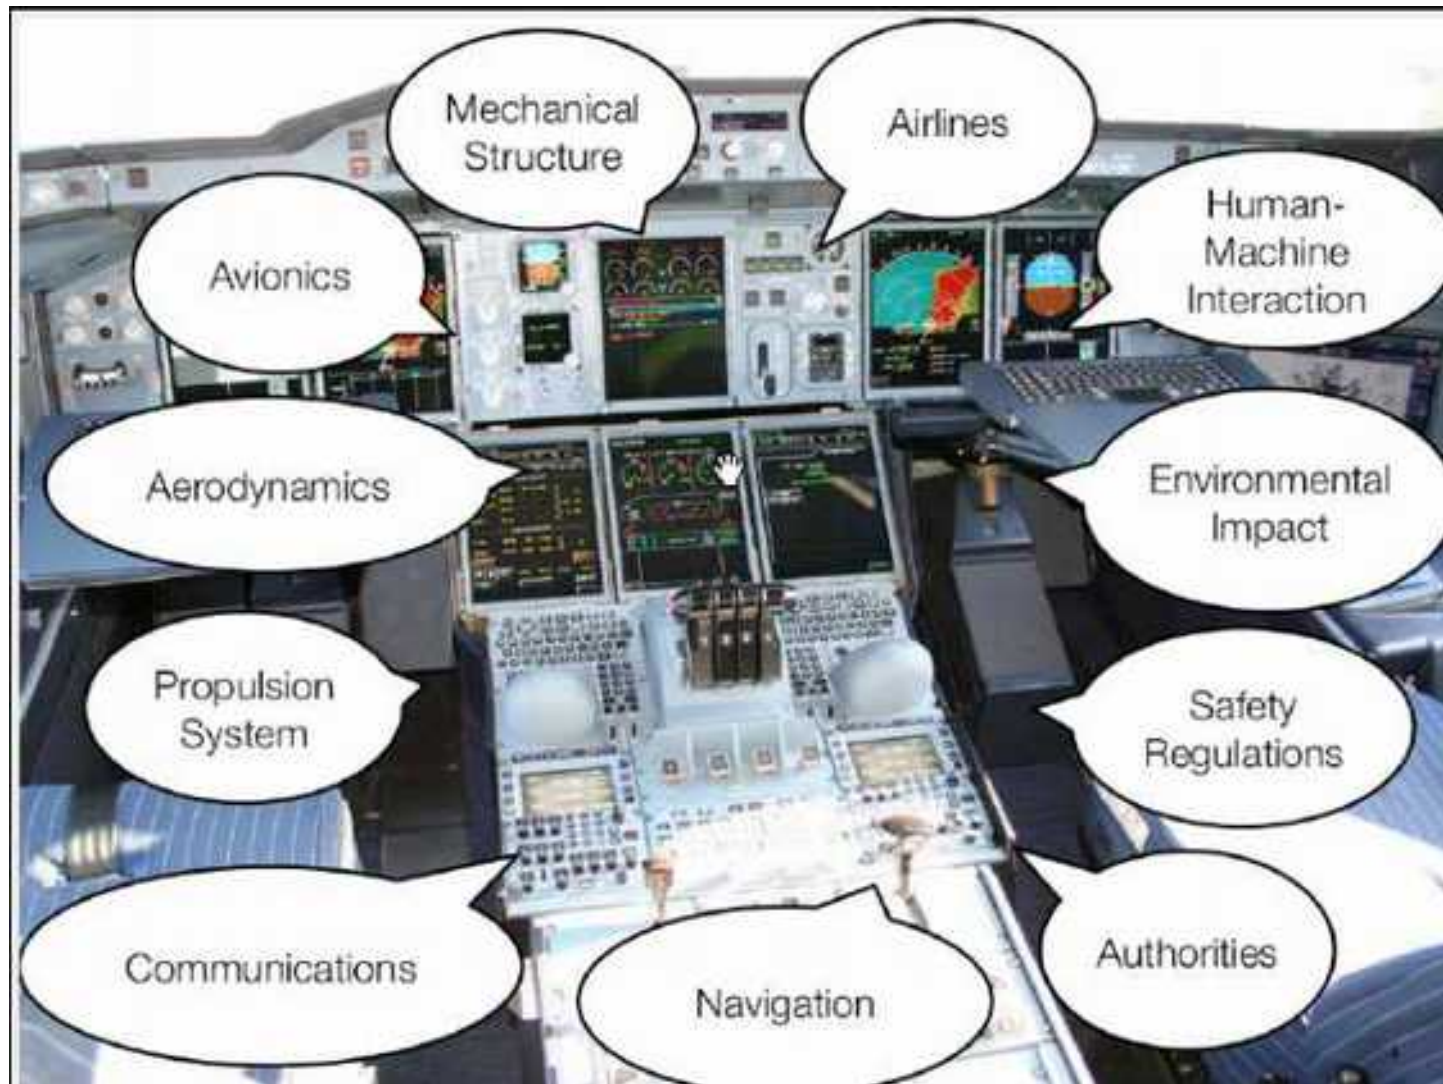 Mechanical
Structure
Airlines
Human-
Machine
Interaction
Avionics
Aerodynamics
Environmental
Impact
Propulsion
System
Safety
Regulations
Communications
Navigation
Authorities